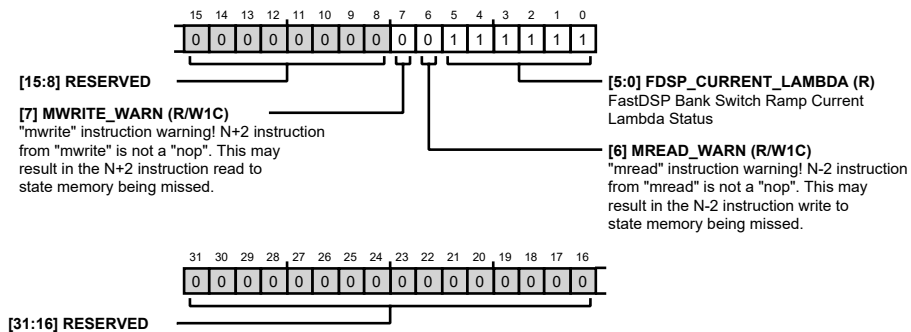 15 14 13 12 11 10 9 8 7 6 5 4 3 2 1 0
0 0 0 0 0 0 0 0 0 0 1 1 1 1 1 1
[15:8] RESERVED
[7] MWRITE_WARN (R/W1C)
"mwrite" instruction warning! N+2 instruction
from "mwrite" is not a "nop". This may
result in the N+2 instruction read to
state memory being missed.
[5:0] FDSP_CURRENT_LAMBDA (R)
FastDSP Bank Switch Ramp Current
Lambda Status
[6] MREAD_WARN (R/W1C)
"mread" instruction warning! N-2 instruction
from "mread" is not a "nop". This may
result in the N-2 instruction write to
state memory being missed.
31 30 29 28 27 26 25 24 23 22 21 20 19 18 17 16
0 0 0 0 0 0 0 0 0 0 0 0 0 0 0 0
[31:16] RESERVED